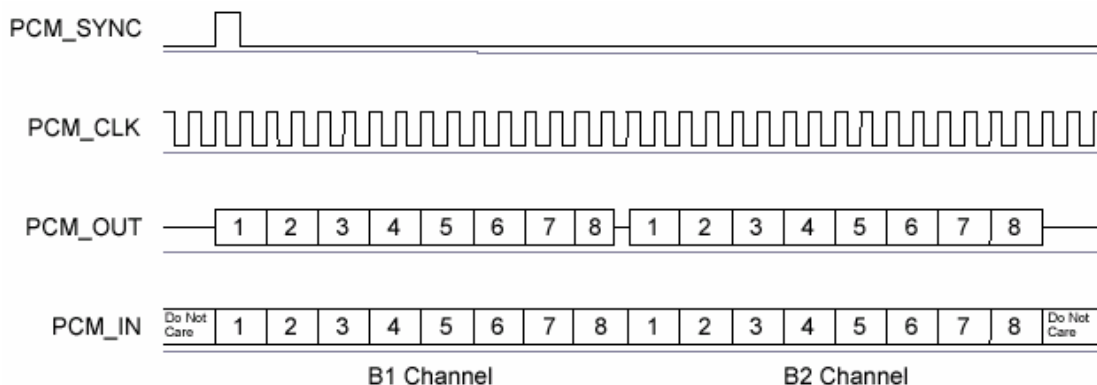 PCM_SYNC
PCM_CLK
PCM_OUT 1 2 3 4 5 6 7 8 1 2 3 4 5 6 7 8
PCM_IN Do Not Care 1 2 3 4 5 6 7 8 1 2 3 4 5 6 7 8 Do Not Care
B1 Channel B2 Channel